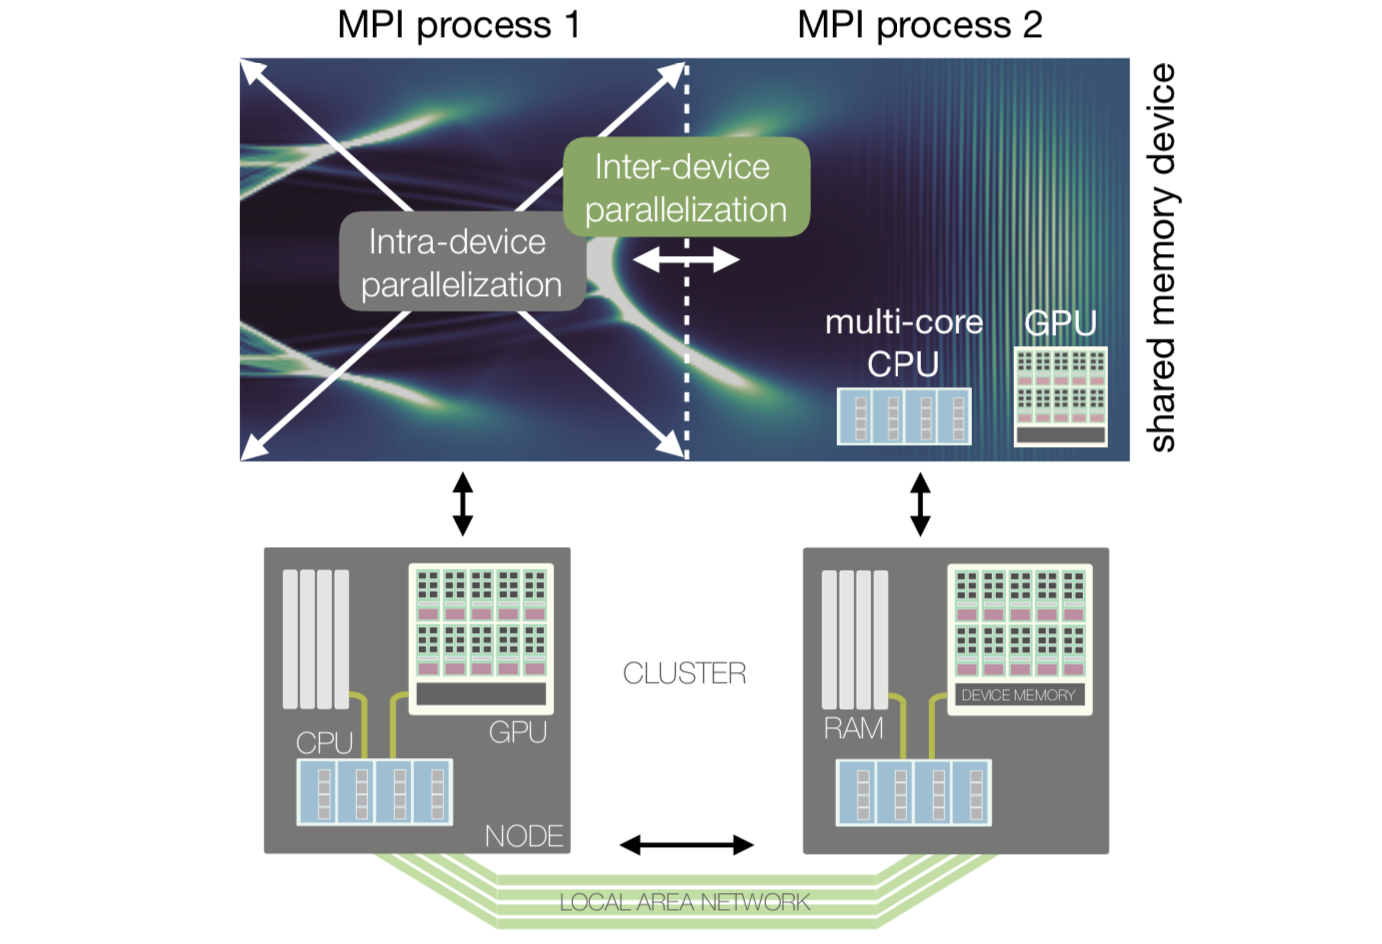 MPI process 1
MPI process 2
shared memory device
Inter-device
parallelization
Intra-device
parallelization
multi-core
CPU
GPU
CLUSTER
DEVICE MEMORY
GPU
RAM
CPU
NODE
LOCAL AREA NETWORK